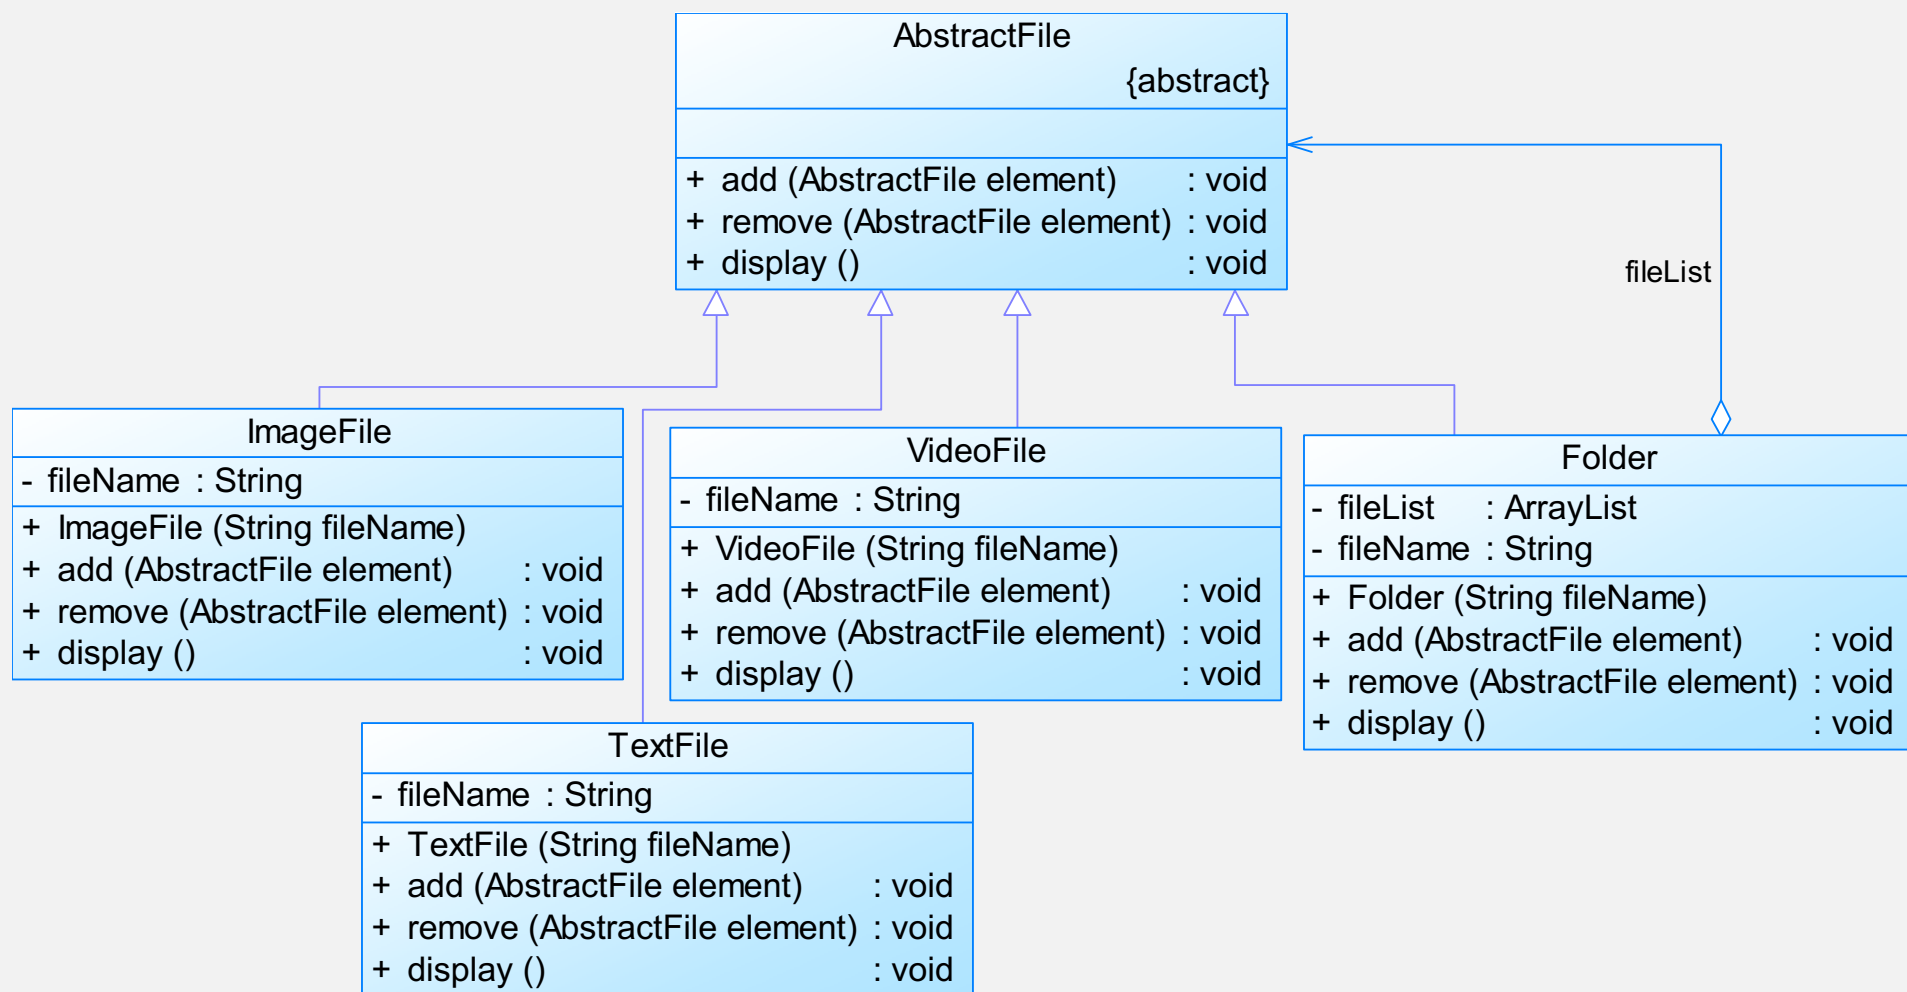 AbstractFile
{abstract}
+ add (AbstractFile element) : void
+ remove (AbstractFile element) : void
+ display () : void
fileList
ImageFile
- fileName : String
+ ImageFile (String fileName)
+ add (AbstractFile element) : void
+ remove (AbstractFile element) : void
+ display () : void
VideoFile
- fileName : String
+ VideoFile (String fileName)
+ add (AbstractFile element) : void
+ remove (AbstractFile element) : void
+ display () : void
Folder
- fileList : ArrayList
- fileName : String
+ Folder (String fileName)
+ add (AbstractFile element) : void
+ remove (AbstractFile element) : void
+ display () : void
TextFile
- fileName : String
+ TextFile (String fileName)
+ add (AbstractFile element) : void
+ remove (AbstractFile element) : void
+ display () : void